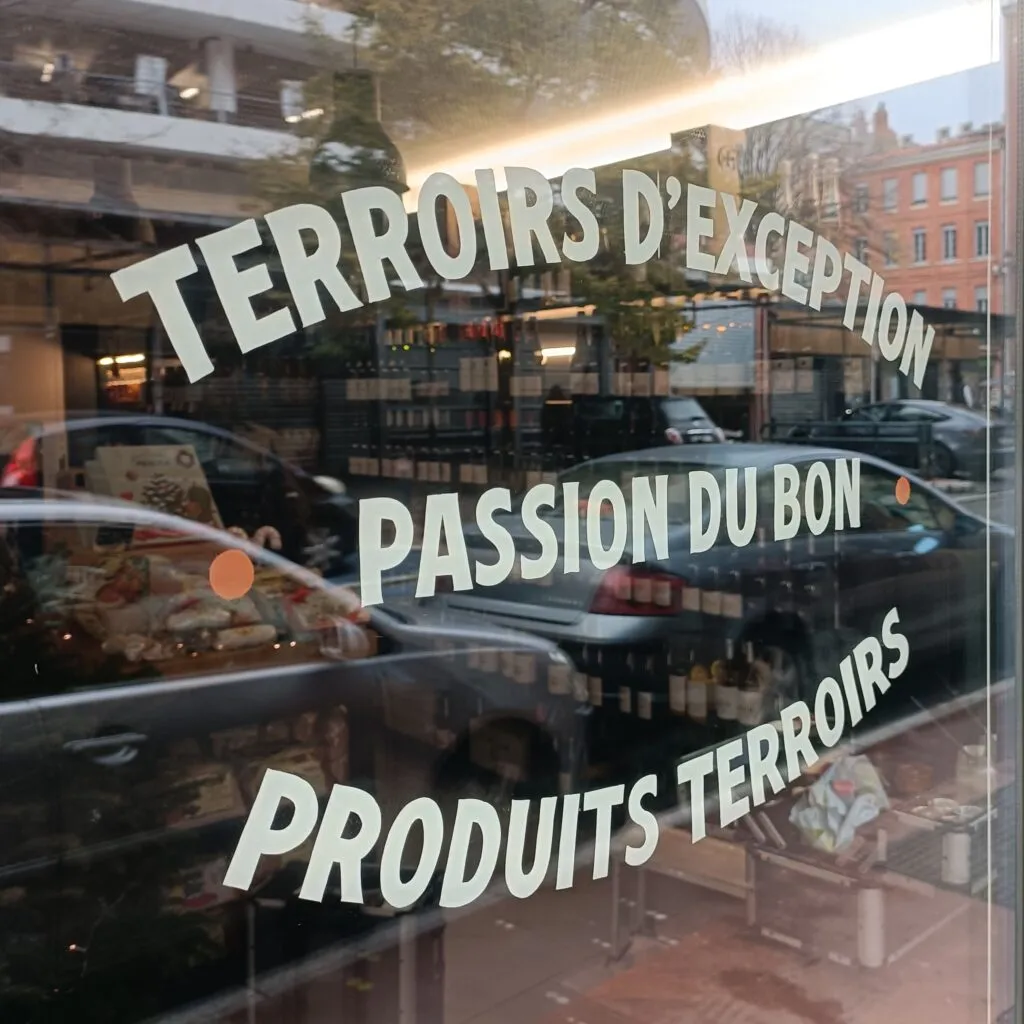 TERROIRS D'EXCEPTION
PASSION DU BON
PRODUITS TERROIRS